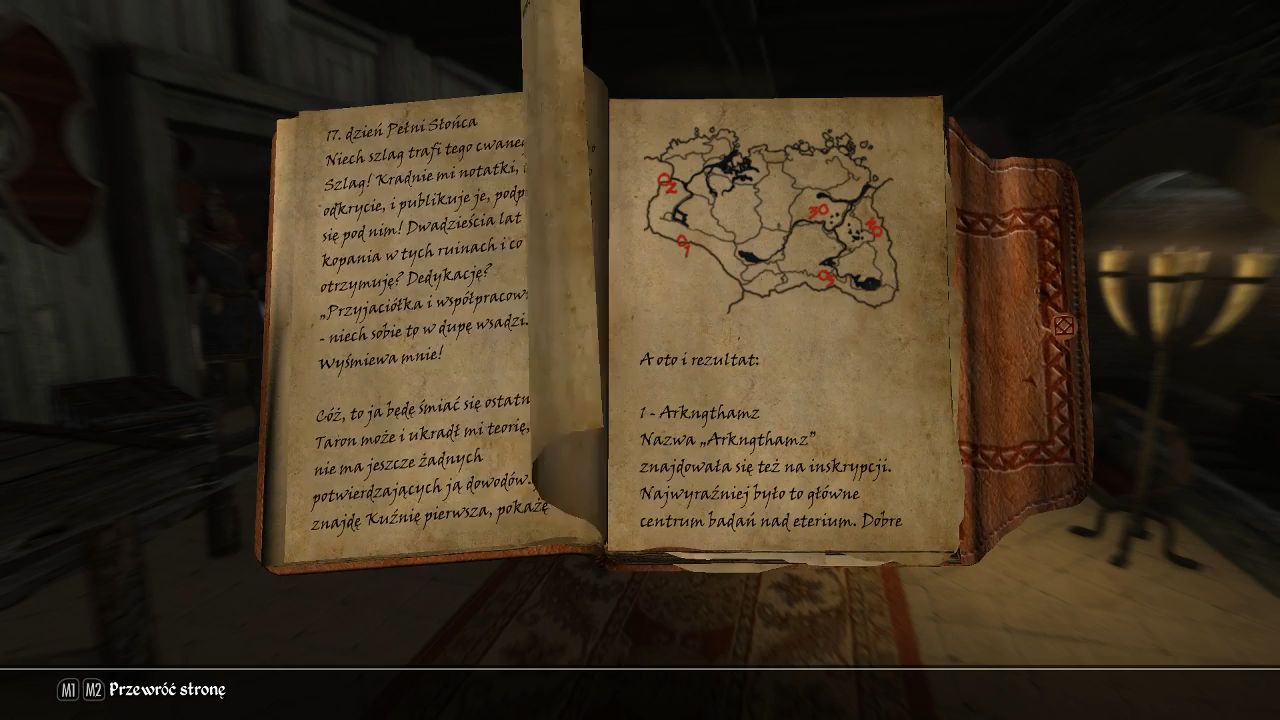 17. dzień Pełni Słońca
Niech szlag trafi tego
Szlag! Kradnie mi notatki,
odkrycie, i publikuje je,
się pod nim! Dwadzieścia lat
kopania w tych ruinach i co
otrzymuję? Dedykację?
„Przyjaciółka i
- niech sobie to w dupę wsadzi.
Wyśmiewa mnie!
Cóż, to ja będę śmiać się
Taron może i ukradł mi teorię,
nie ma jeszcze żadnych
potwierdzających ją dowodów.
znajdę Kuźnię pierwsza, pokażę
A oto i rezultat:
1 - Arkngthamz
Nazwa „Arkngthamz”
znajdowała się też na inskrypcji.
Najwyraźniej było to główne
centrum badań nad eterium. Dobre
M1 M2 Przewróć stronę